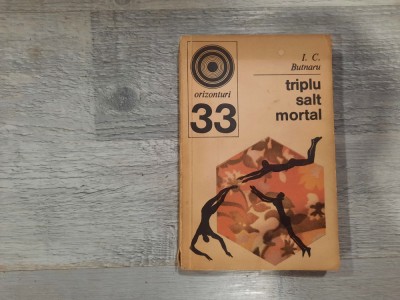 orizonturi
33
I. C.
Butnaru
triplu
salt
mortal